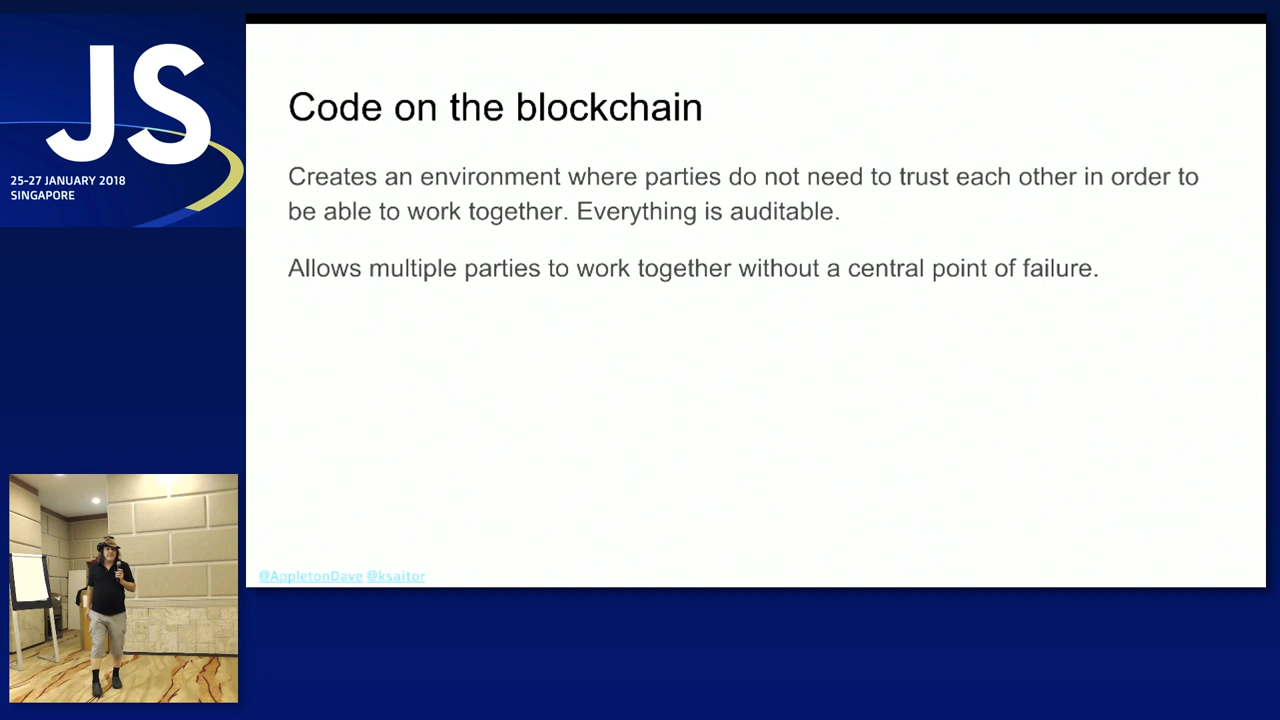 JS
25-27 JANUARY 2018
SINGAPORE
Code on the blockchain
Creates an environment where parties do not need to trust each other in order to
be able to work together. Everything is auditable.
Allows multiple parties to work together without a central point of failure.
@AppletonDave @ksaitor